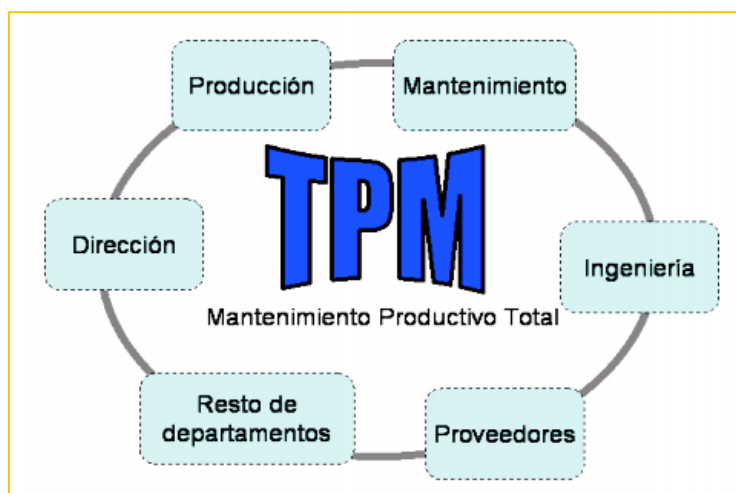 Producción
Mantenimiento
TPM
Dirección
Ingeniería
Mantenimiento Productivo Total
Resto de
departamentos
Proveedores